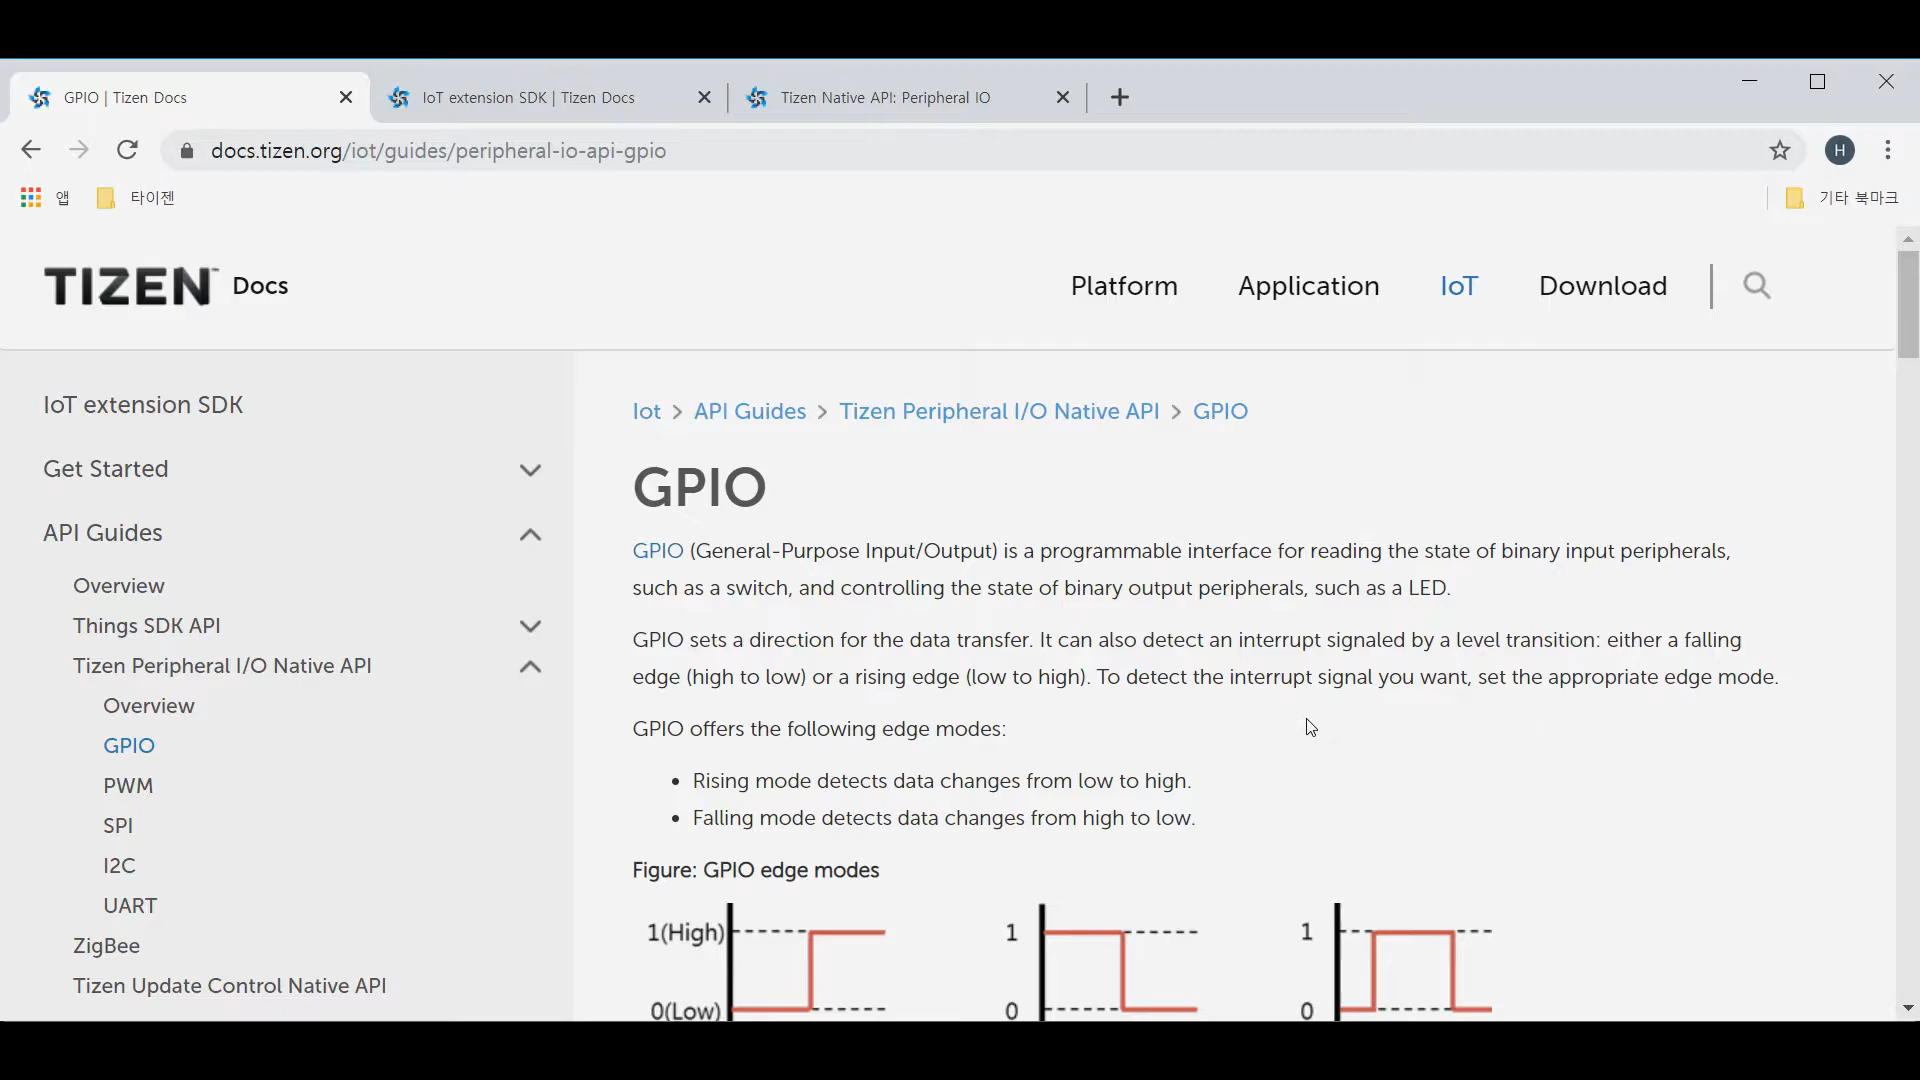 GPIO | Tizen Docs
IoT extension SDK | Tizen Docs
Tizen Native API: Peripheral IO
docs.tizen.org/iot/guides/peripheral-io-api-gpio
H
앱
타이젠
기타 북마크
TIZEN™ Docs
Platform
Application
IoT
Download
IoT extension SDK
Get Started
API Guides
Overview
Things SDK API
Tizen Peripheral I/O Native API
Overview
GPIO
PWM
SPI
I2C
UART
ZigBee
Tizen Update Control Native API
Iot > API Guides > Tizen Peripheral I/O Native API > GPIO
GPIO
GPIO (General-Purpose Input/Output) is a programmable interface for reading the state of binary input peripherals,
such as a switch, and controlling the state of binary output peripherals, such as a LED.
GPIO sets a direction for the data transfer. It can also detect an interrupt signaled by a level transition: either a falling
edge (high to low) or a rising edge (low to high). To detect the interrupt signal you want, set the appropriate edge mode.
GPIO offers the following edge modes:
• Rising mode detects data changes from low to high.
• Falling mode detects data changes from high to low.
Figure: GPIO edge modes
1(High) 1 1
0(Low) 0 0